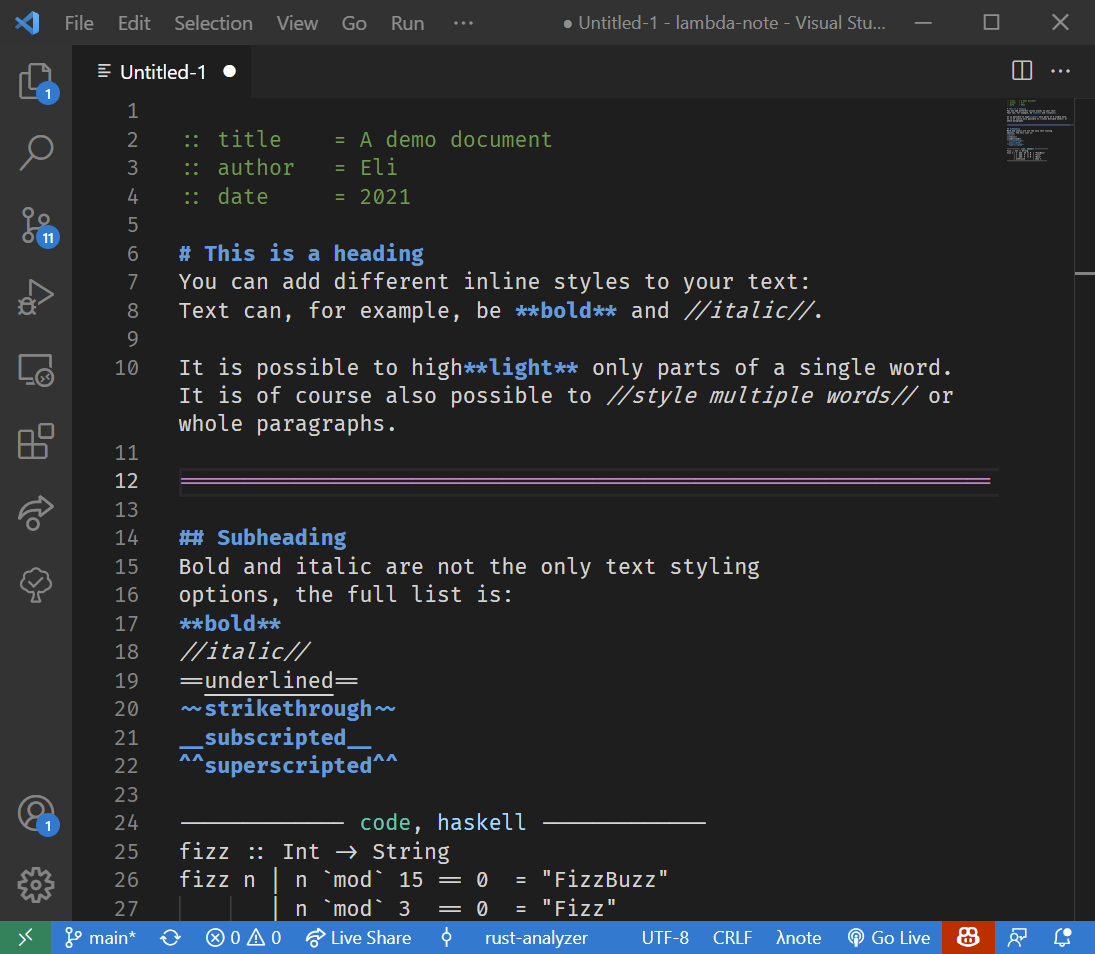 File Edit Selection View Go Run ··· ● Untitled-1 - lambda-note - Visual Stu...
Untitled-1 ●
1
1
2 :: title    = A demo document
3 :: author   = Eli
4 :: date     = 2021
5
6 # This is a heading
7 You can add different inline styles to your text:
8 Text can, for example, be **bold** and //italic//.
9
10 It is possible to high**light** only parts of a single word.
It is of course also possible to //style multiple words// or
whole paragraphs.
11
12
13
14 ## Subheading
15 Bold and italic are not the only text styling
16 options, the full list is:
17 **bold**
18 //italic//
19 ==underlined==
20 ~~strikethrough~~
21 __subscripted__
22 ^^superscripted^^
23
24 ------------- code, haskell -------------
25 fizz :: Int -> String
26 fizz n | n `mod` 15 == 0  = "FizzBuzz"
27        | n `mod` 3  == 0  = "Fizz"
11
1
main* 0 0 Live Share rust-analyzer UTF-8 CRLF λnote Go Live